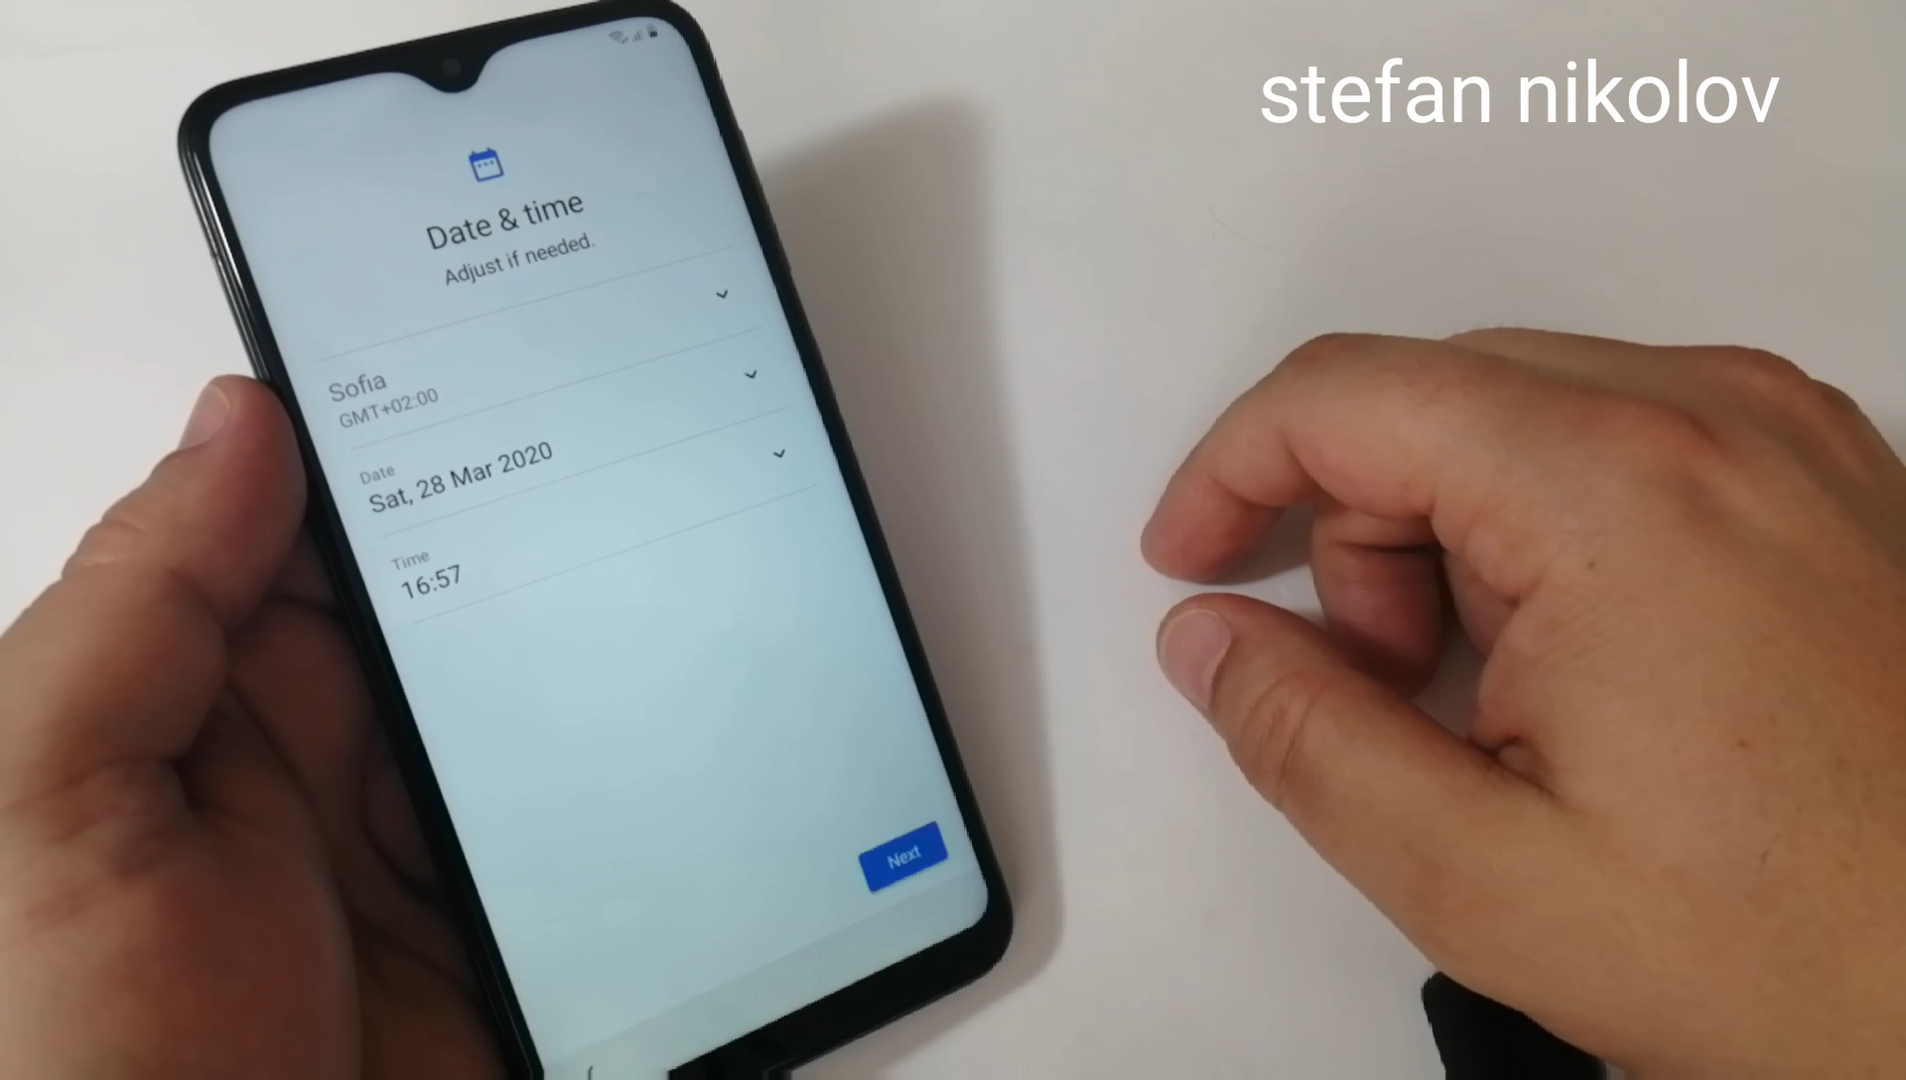 stefan nikolov
Date & time
Adjust if needed.
Sofia
GMT+02:00
Date
Sat, 28 Mar 2020
Time
16:57
Next